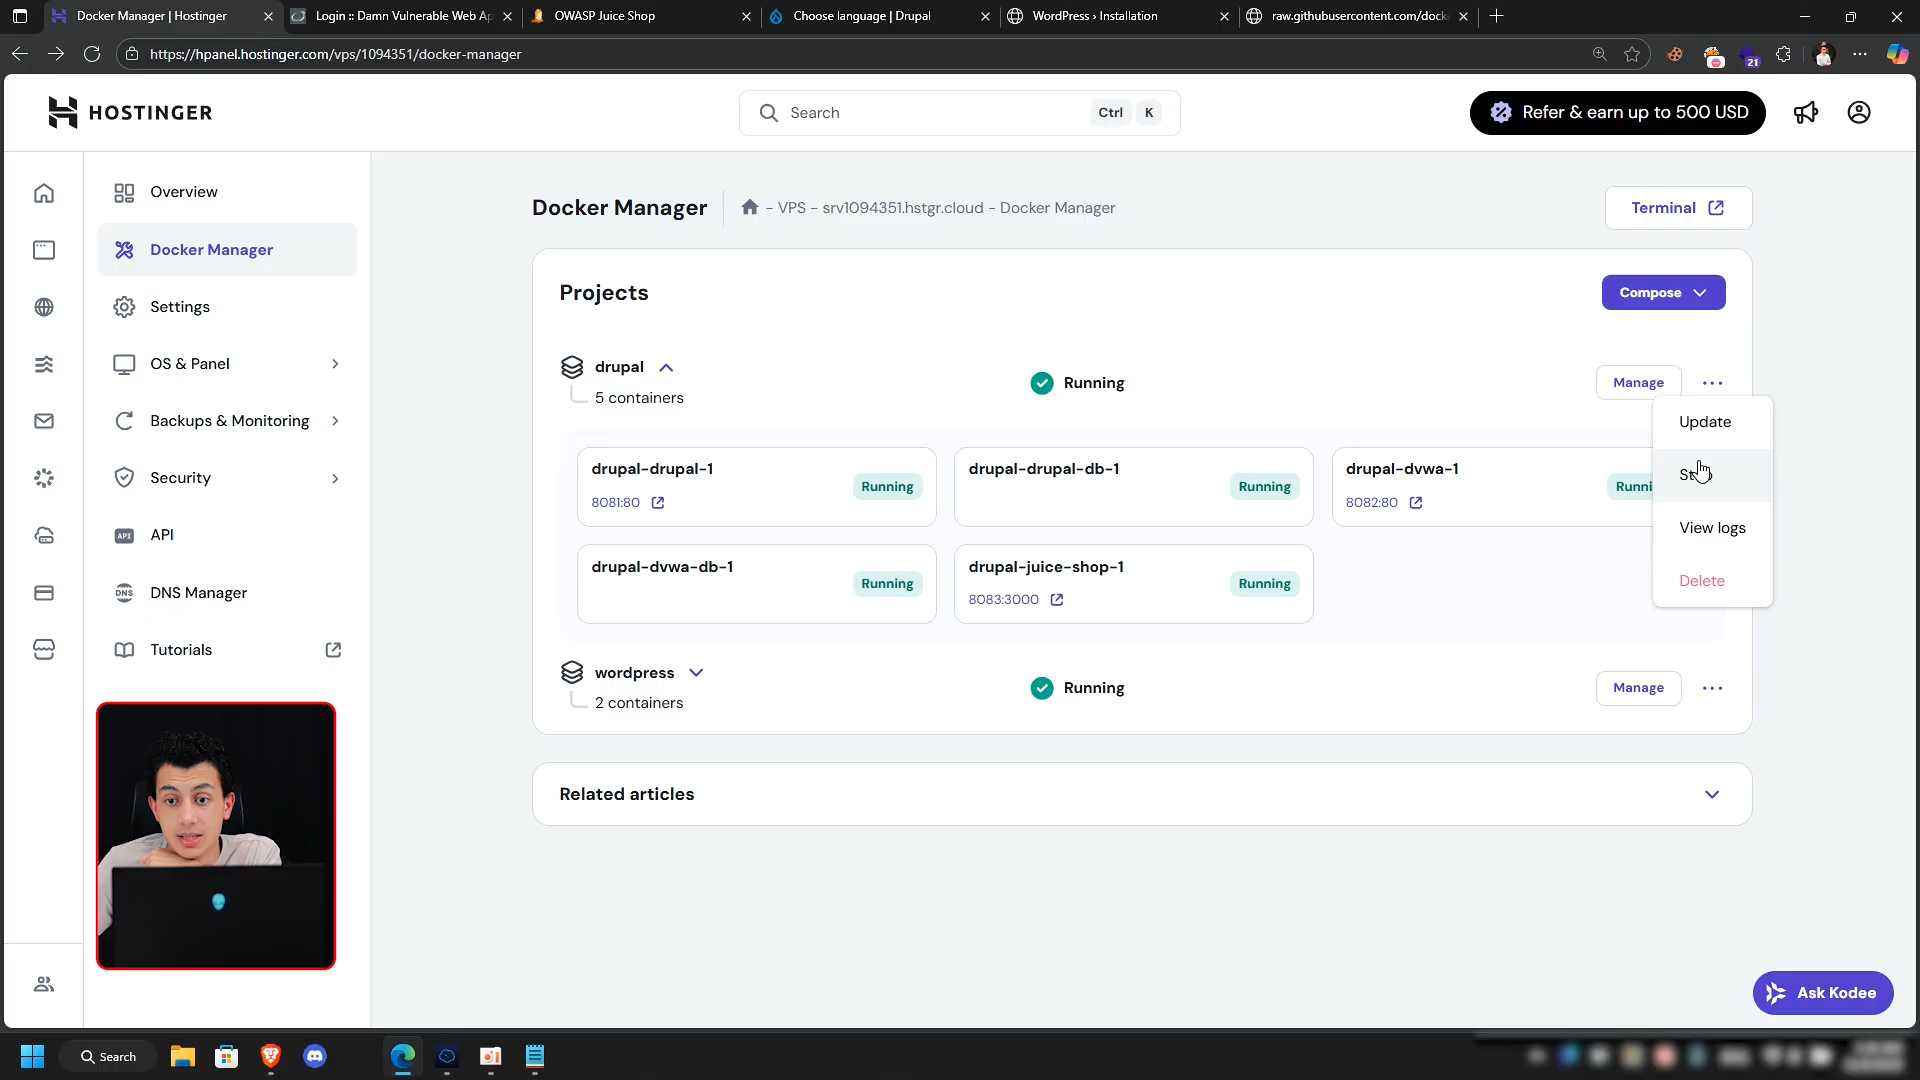 Docker Manager | Hostinger
Login :: Damn Vulnerable Web Ap
OWASP Juice Shop
Choose language | Drupal
WordPress › Installation
raw.githubusercontent.com/dock
https://hpanel.hostinger.com/vps/1094351/docker-manager
21
HOSTINGER
Search
Ctrl K
Refer & earn up to 500 USD
Overview
Docker Manager
Settings
OS & Panel
Backups & Monitoring
Security
API API
DNS DNS Manager
Tutorials
Docker Manager
- VPS - srv1094351.hstgr.cloud - Docker Manager
Terminal
Projects
Compose
drupal
5 containers
Running
Manage
Update
View logs
Delete
drupal-drupal-1
8081:80
Running
drupal-drupal-db-1
Running
drupal-dvwa-1
8082:80
Runni
drupal-dvwa-db-1
Running
drupal-juice-shop-1
8083:3000
Running
wordpress
2 containers
Running
Manage
Related articles
Ask Kodee
Search